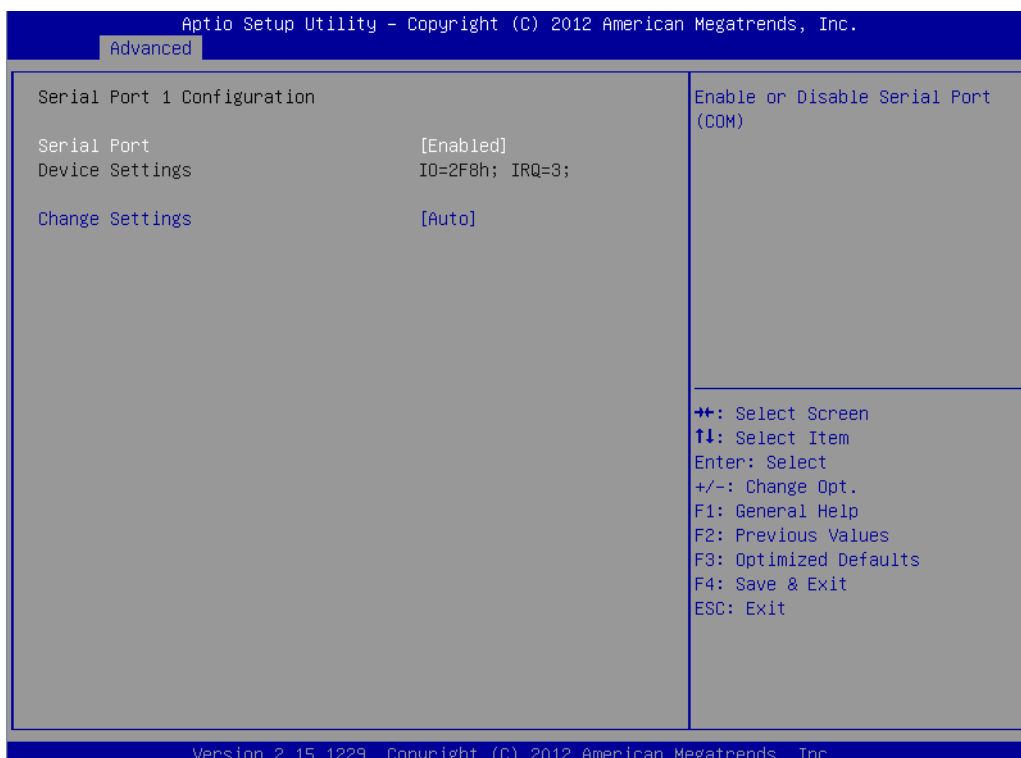 Aptio Setup Utility – Copyright (C) 2012 American Megatrends, Inc.
Advanced
Serial Port 1 Configuration
Serial Port [Enabled]
Device Settings IO=2F8h; IRQ=3;
Change Settings [Auto]
Enable or Disable Serial Port
(COM)
→←: Select Screen
↑↓: Select Item
Enter: Select
+/-: Change Opt.
F1: General Help
F2: Previous Values
F3: Optimized Defaults
F4: Save & Exit
ESC: Exit
Version 2.15.1229. Copyright (C) 2012 American Megatrends, Inc.